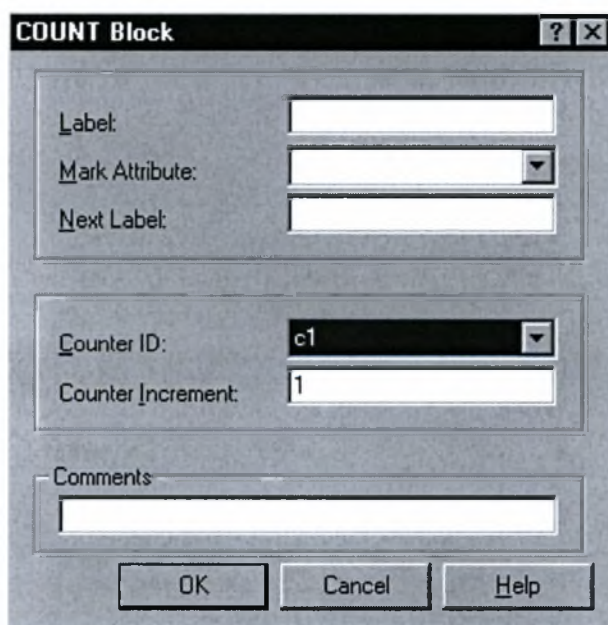 COUNT Block
Label:
Mark Attribute:
Next Label:
Counter ID: c1
Counter Increment: 1
Comments
OK Cancel Help